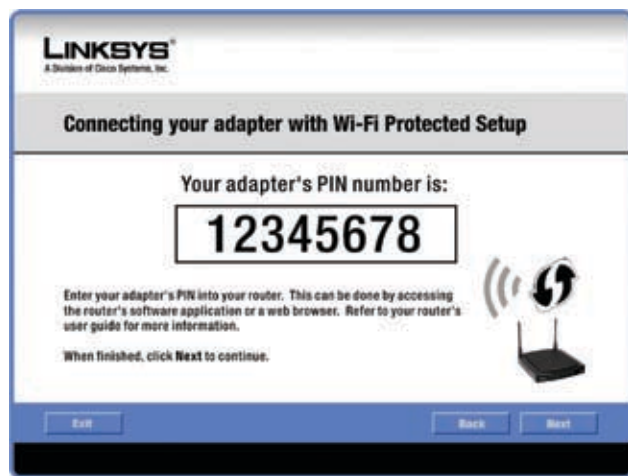 LINKSYS®
A Division of Cisco Systems, Inc.
Connecting your adapter with Wi-Fi Protected Setup
Your adapter's PIN number is:
12345678
Enter your adapter's PIN into your router. This can be done by accessing
the router's software application or a web browser. Refer to your router's
user guide for more information.
When finished, click Next to continue.
Exit
Back
Next